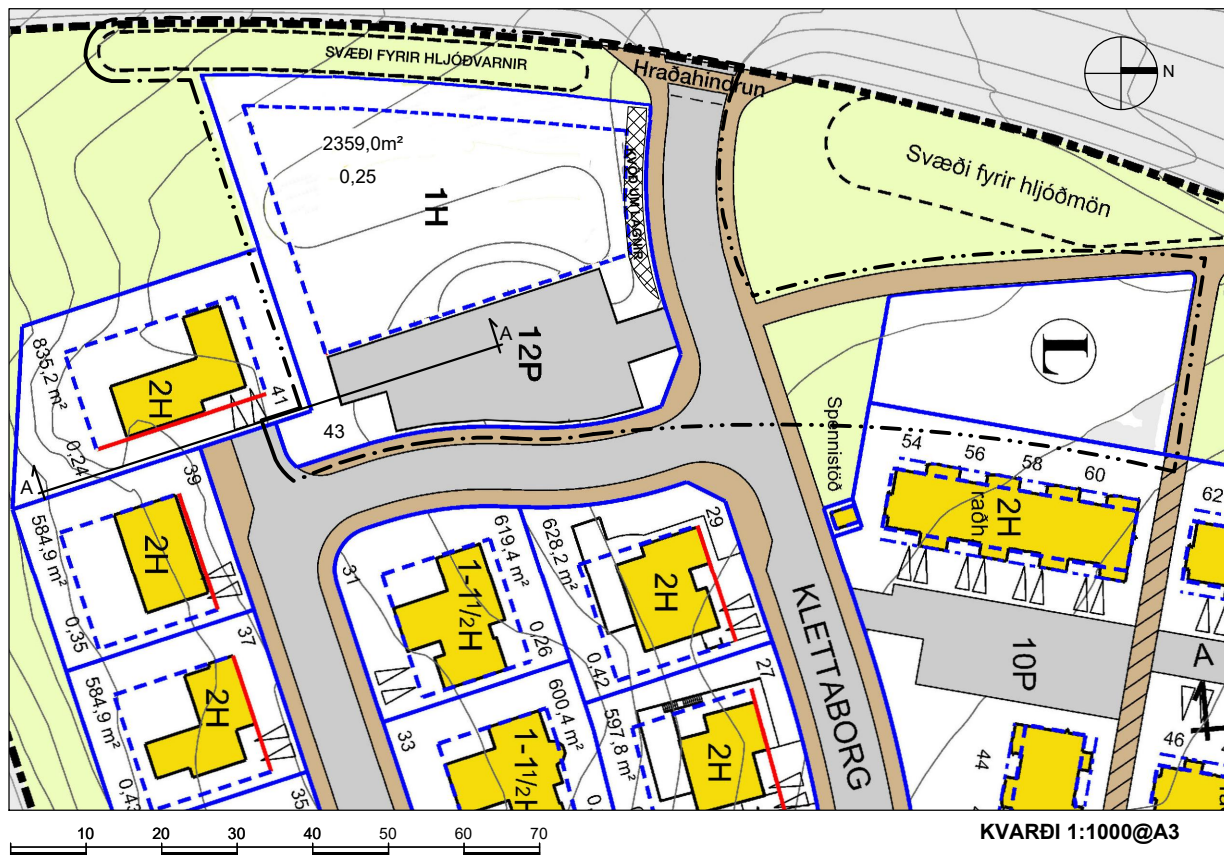 SVÆÐI FYRIR HLJÓÐVARNIR
Hraðahindrun
N
Svæði fyrir hljóðmön
2359,0m²
0,25
1H
KVÖÐ UM LAGNIR
12P
A
43
L
835,2 m²
2H
41
0,24
A
39
584,9 m²
2H
0,35
37
584,9 m²
2H
0,43
35
31
619,4 m²
1-1½H
0,26
628,2 m²
29
2H
0,42
27
33
600,4 m²
1-1½H
0,
597,8 m²
2H
KLETTABORG
Spennistöð
54
56
58
60
2H
raðh
62
10P
A
1
44
46
10
20
30
40
50
60
70
KVARÐI 1:1000@A3